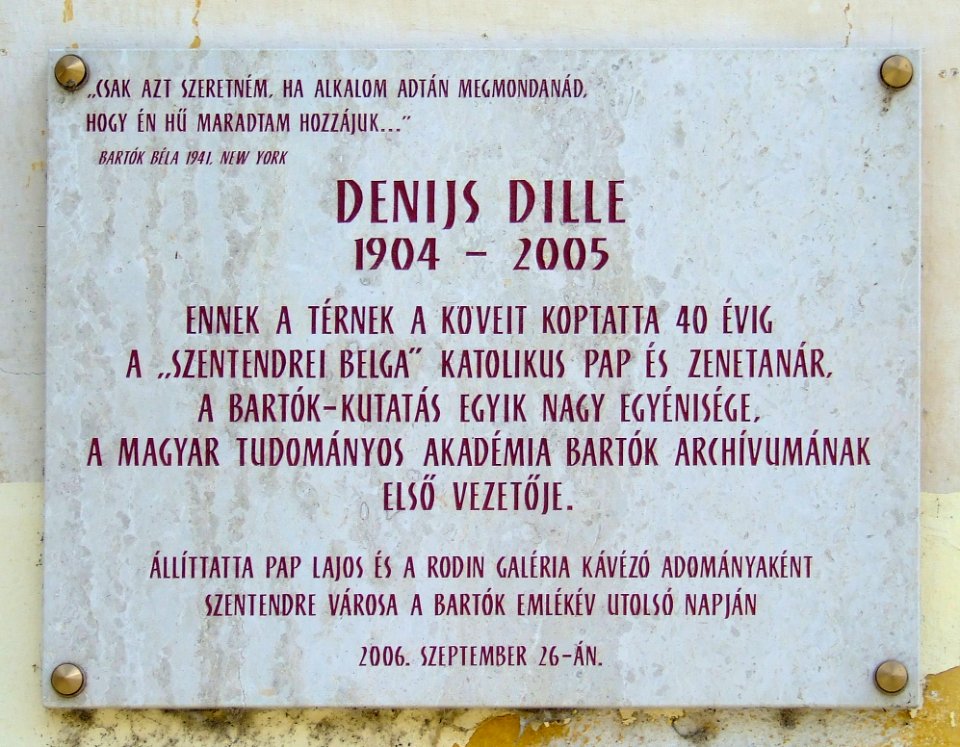 „CSAK AZT SZERETNÉM, HA ALKALOM ADTÁN MEGMONDANÁD,
HOGY ÉN HŰ MARADTAM HOZZÁJUK..."
BARTÓK BÉLA 1941, NEW YORK
DENIJS DILLE
1904 – 2005
ENNEK A TÉRNEK A KÖVEIT KOPTATTA 40 ÉVIG
A „SZENTENDREI BELGA" KATOLIKUS PAP ÉS ZENETANÁR,
A BARTÓK-KUTATÁS EGYIK NAGY EGYÉNISÉGE,
A MAGYAR TUDOMÁNYOS AKADÉMIA BARTÓK ARCHÍVUMÁNAK
ELSŐ VEZETŐJE.
ÁLLÍTTATTA PAP LAJOS ÉS A RODIN GALÉRIA KÁVÉZÓ ADOMÁNYAKÉNT
SZENTENDRE VÁROSA A BARTÓK EMLÉKÉV UTOLSÓ NAPJÁN
2006. SZEPTEMBER 26-ÁN.